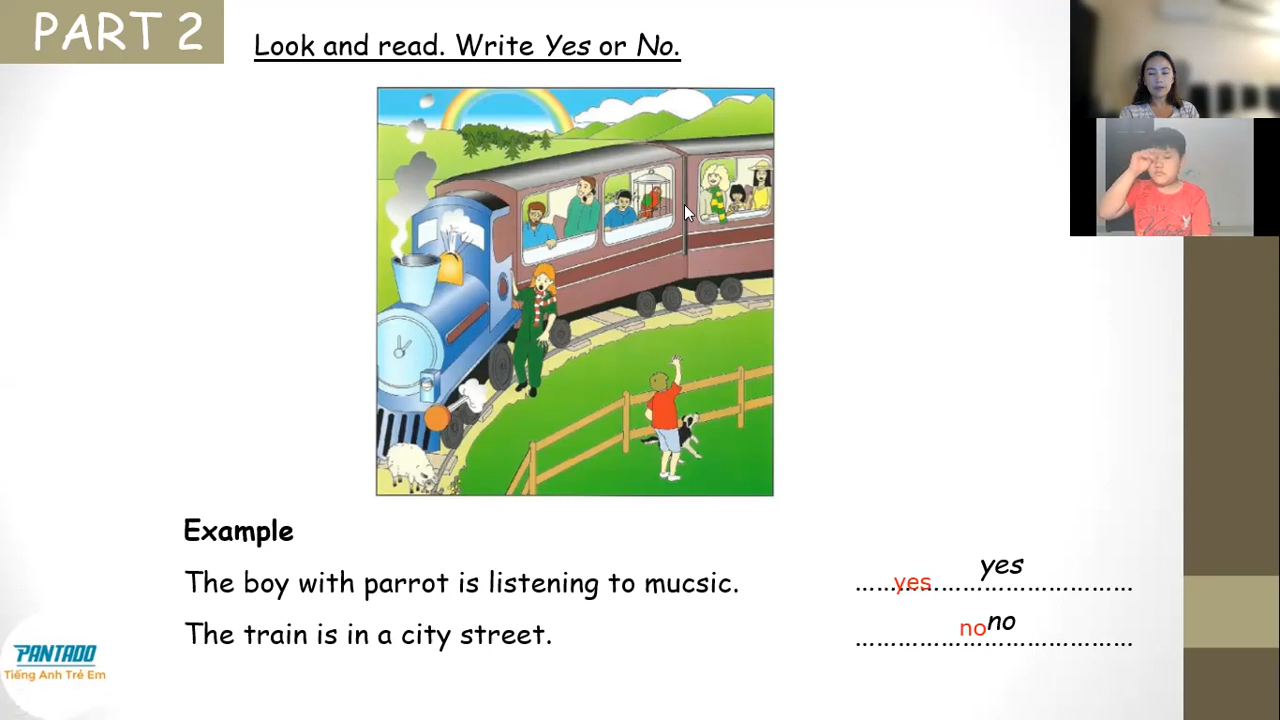 PART 2
Look and read. Write Yes or No.
Example
The boy with parrot is listening to mucsic.
yes
yes
The train is in a city street.
no
no
PANTADO
Tiếng Anh Trẻ Em